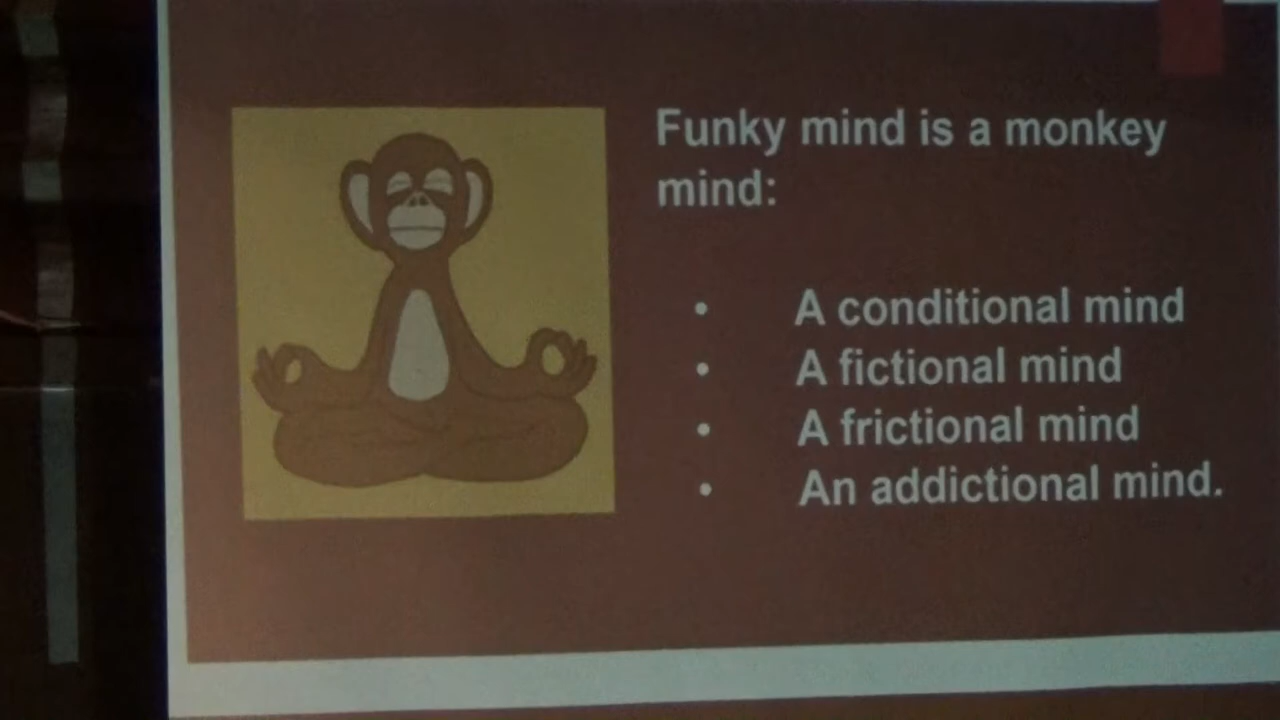 Funky mind is a monkey
mind:
• A conditional mind
• A fictional mind
• A frictional mind
• An addictional mind.